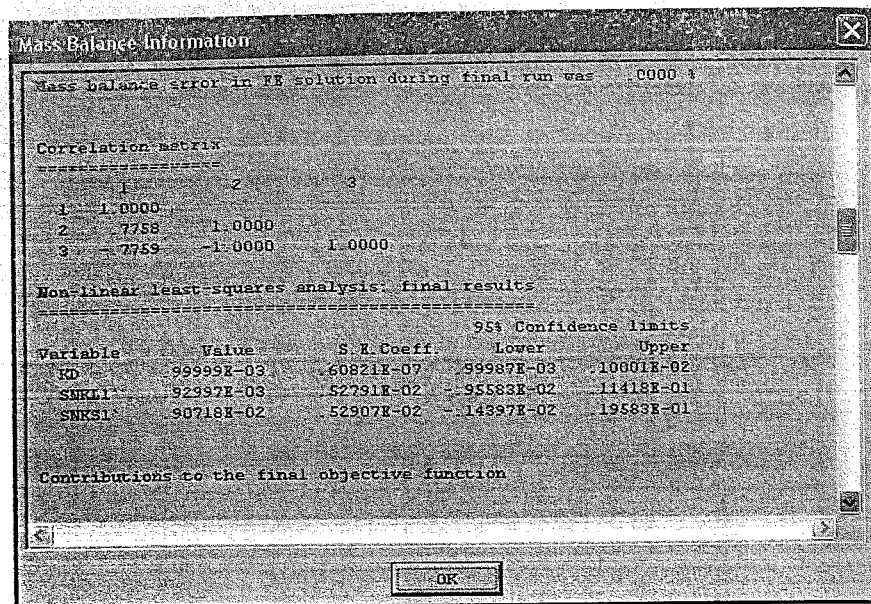 Mass Balance Information
Mass balance error in FE solution during final run was .0000 %
Correlation matrix
==================
1 2 3
1 1.0000
2 .7758 1.0000
3 -.7759 -1.0000 1.0000
Non-linear least-squares analysis: final results
================================================
95% Confidence limits
Variable Value S.E.Coeff. Lower Upper
KD .99999E-03 .60821E-07 .99987E-03 .10001E-02
SNKL1` .92997E-03 .52791E-02 -.95583E-02 .11418E-01
SNKS1` .90718E-02 .52907E-02 -.14397E-02 .19583E-01
Contributions to the final objective function
OK